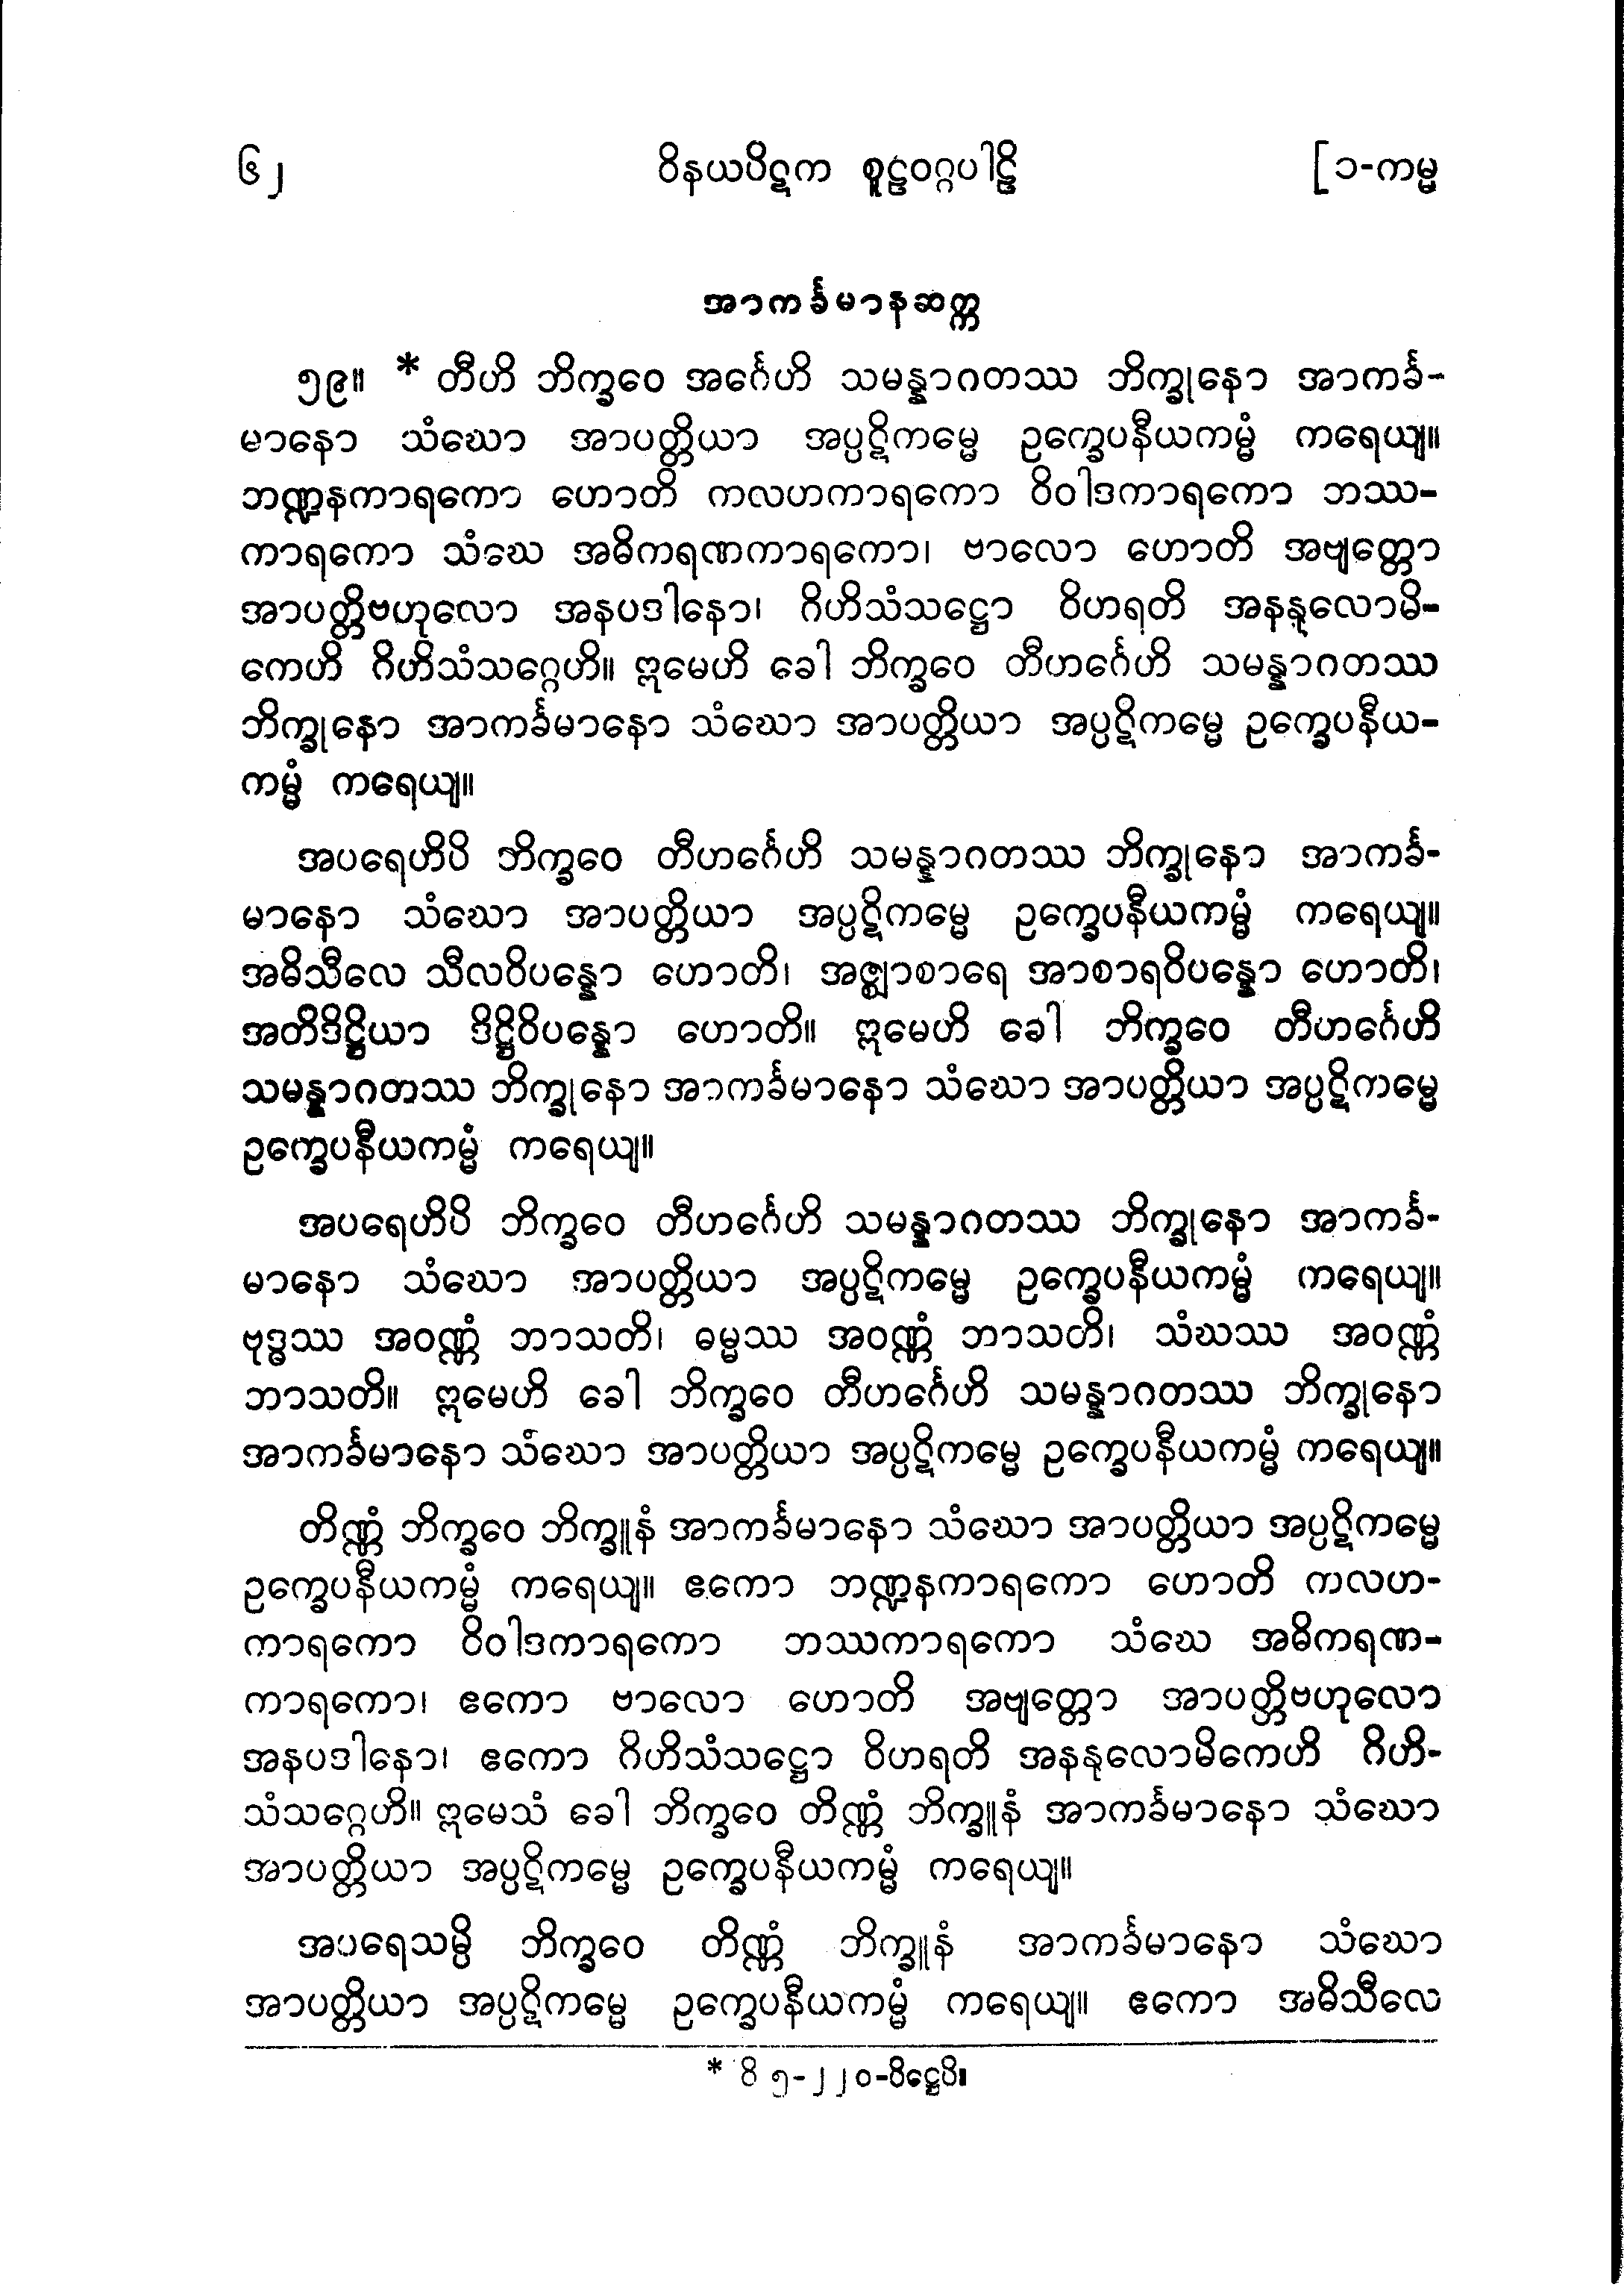 ၆၂ ဝိနယပိဋက စူဠဝဂ္ဂပါဠိ [ ၁-ကမ္မ
အာကင်္ခမာနဆက္က
၅၉။ * တီဟိ ဘိက္ခဝေ အင်္ဂေဟိ သမန္နာဂတဿ ဘိက္ခုနော အာကင်္ခ-
မာနော သံဃော အာပတ္တိယာ အပ္ပဋိကမ္မေ ဥက္ခေပနီယကမ္မံ ကရေယျ။
ဘဏ္ဍနကာရကော ဟောတိ ကလဟကာရကော ဝိဝါဒကာရကော ဘဿ-
ကာရကော သံဃေ အဓိကရဏကာရကော၊ ဗာလော ဟောတိ အဗျတ္တော
အာပတ္တိဗဟုလော အနပဒါနော၊ ဂိဟိသံသဋ္ဌော ဝိဟရတိ အနနုလောမိ-
ကေဟိ ဂိဟိသံသဂ္ဂေဟိ။ ဣမေဟိ ခေါ ဘိက္ခဝေ တီဟင်္ဂေဟိ သမန္နာဂတဿ
ဘိက္ခုနော အာကင်္ခမာနော သံဃော အာပတ္တိယာ အပ္ပဋိကမ္မေ ဥက္ခေပနီယ-
ကမ္မံ ကရေယျ။
အပရေဟိပိ ဘိက္ခဝေ တီဟင်္ဂေဟိ သမန္နာဂတဿ ဘိက္ခုနော အာကင်္ခ-
မာနော သံဃော အာပတ္တိယာ အပ္ပဋိကမ္မေ ဥက္ခေပနီယကမ္မံ ကရေယျ။
အဓိသီလေ သီလဝိပန္နော ဟောတိ၊ အဇ္ဈာစာရေ အာစာရဝိပန္နော ဟောတိ၊
အတိဒိဋ္ဌိယာ ဒိဋ္ဌိဝိပန္နော ဟောတိ။ ဣမေဟိ ခေါ ဘိက္ခဝေ တီဟင်္ဂေဟိ
သမန္နာဂတဿ ဘိက္ခုနော အာကင်္ခမာနော သံဃော အာပတ္တိယာ အပ္ပဋိကမ္မေ
ဥက္ခေပနီယကမ္မံ ကရေယျ။
အပရေဟိပိ ဘိက္ခဝေ တီဟင်္ဂေဟိ သမန္နာဂတဿ ဘိက္ခုနော အာကင်္ခ-
မာနော သံဃော အာပတ္တိယာ အပ္ပဋိကမ္မေ ဥက္ခေပနီယကမ္မံ ကရေယျ။
ဗုဒ္ဓဿ အဝဏ္ဏံ ဘာသတိ၊ ဓမ္မဿ အဝဏ္ဏံ ဘာသတိ၊ သံဃဿ အဝဏ္ဏံ
ဘာသတိ။ ဣမေဟိ ခေါ ဘိက္ခဝေ တီဟင်္ဂေဟိ သမန္နာဂတဿ ဘိက္ခုနော
အာကင်္ခမာနော သံဃော အာပတ္တိယာ အပ္ပဋိကမ္မေ ဥက္ခေပနီယကမ္မံ ကရေယျ။
တိဏ္ဏံ ဘိက္ခဝေ ဘိက္ခူနံ အာကင်္ခမာနော သံဃော အာပတ္တိယာ အပ္ပဋိကမ္မေ
ဥက္ခေပနီယကမ္မံ ကရေယျ။ ဧကော ဘဏ္ဍနကာရကော ဟောတိ ကလဟ-
ကာရကော ဝိဝါဒကာရကော ဘဿကာရကော သံဃေ အဓိကရဏ-
ကာရကော၊ ဧကော ဗာလော ဟောတိ အဗျတ္တော အာပတ္တိဗဟုလော
အနပဒါနော၊ ဧကော ဂိဟိသံသဋ္ဌော ဝိဟရတိ အနနုလောမိကေဟိ ဂိဟိ-
သံသဂ္ဂေဟိ။ ဣမေသံ ခေါ ဘိက္ခဝေ တိဏ္ဏံ ဘိက္ခူနံ အာကင်္ခမာနော သံဃော
အာပတ္တိယာ အပ္ပဋိကမ္မေ ဥက္ခေပနီယကမ္မံ ကရေယျ။
အပရေသမ္ပိ ဘိက္ခဝေ တိဏ္ဏံ ဘိက္ခူနံ အာကင်္ခမာနော သံဃော
အာပတ္တိယာ အပ္ပဋိကမ္မေ ဥက္ခေပနီယကမ္မံ ကရေယျ။ ဧကော အဓိသီလေ
* ဝိ ၅-၂၂၀-ပိဋ္ဌေပိ။